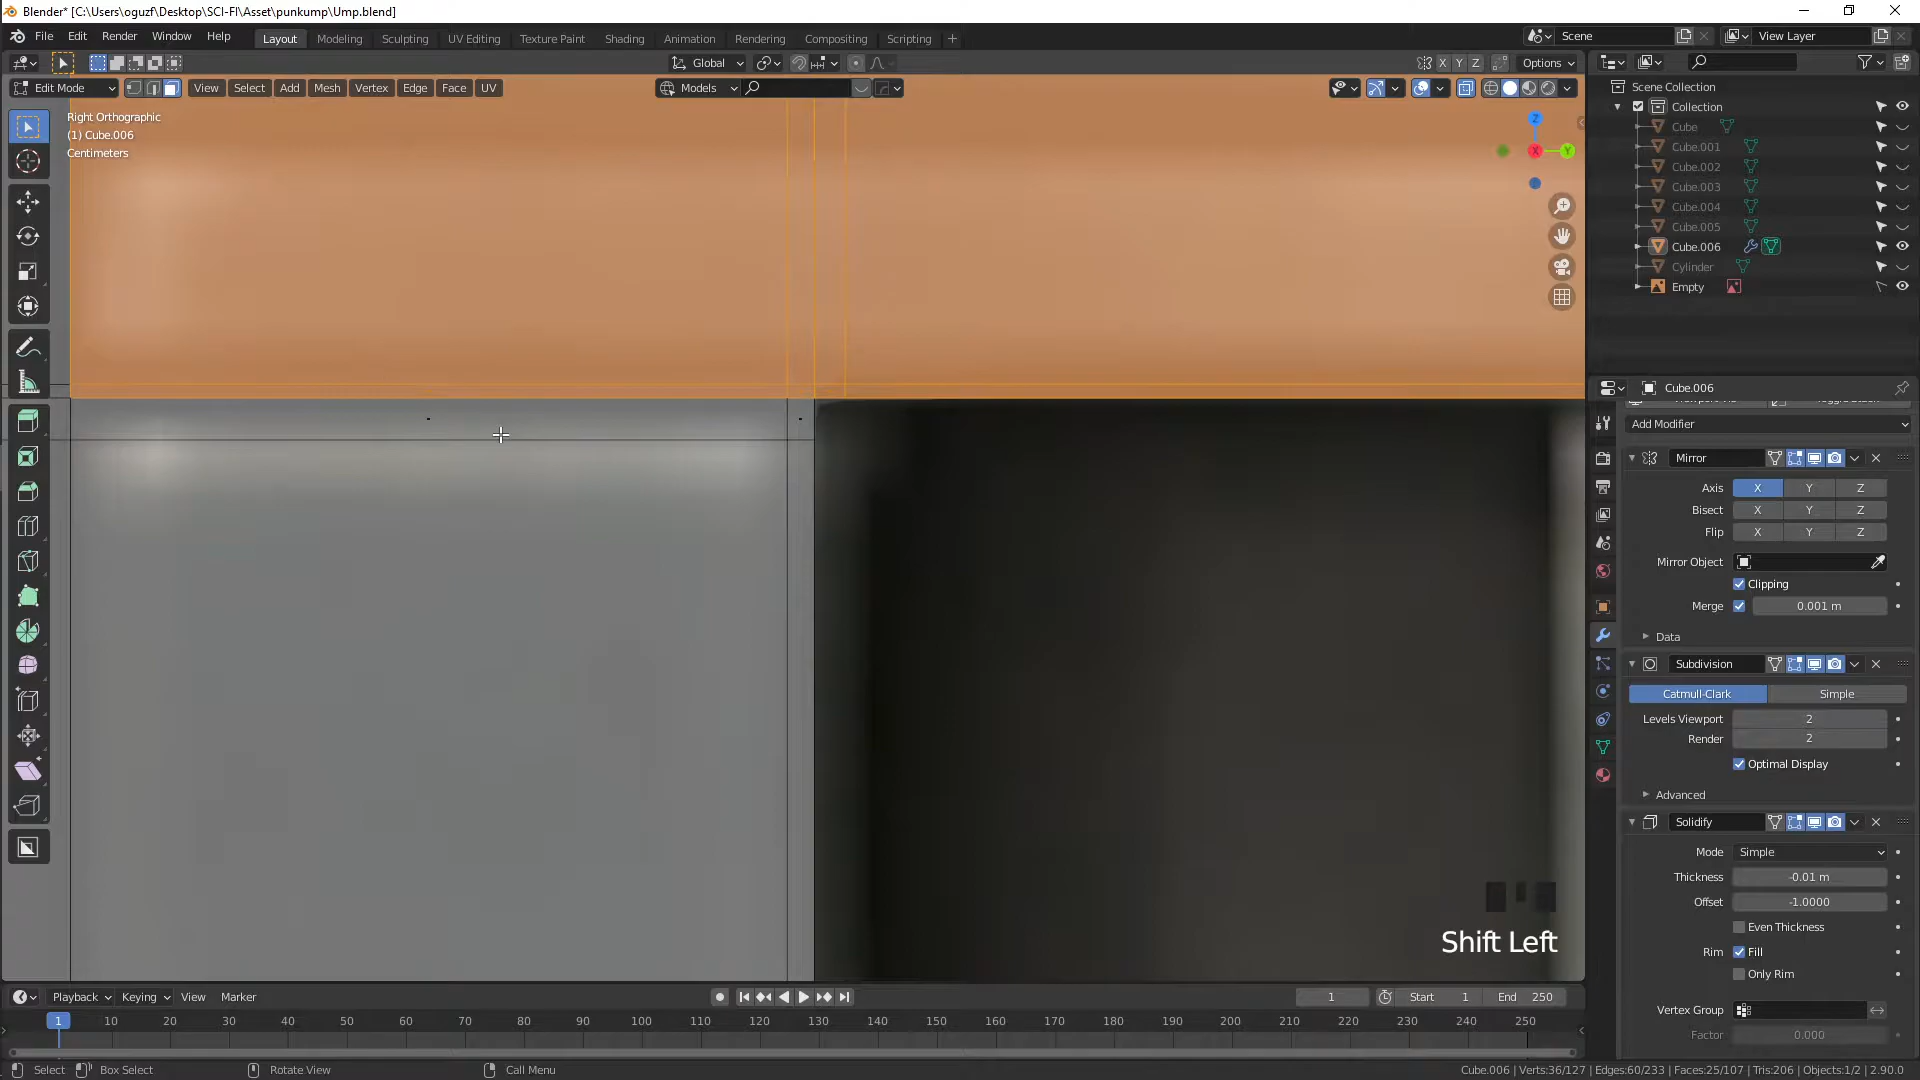 Blender* [C:\Users\oguzf\Desktop\SCI-FI\Asset\punkump\Ump.blend]
File Edit Render Window Help Layout Modeling Sculpting UV Editing Texture Paint Shading Animation Rendering Compositing Scripting + Scene View Layer
Global X Y Z Options
Edit Mode View Select Add Mesh Vertex Edge Face UV Models
Right Orthographic
(1) Cube.006
Centimeters
Z
X
Y
Scene Collection
Collection
Cube
Cube.001
Cube.002
Cube.003
Cube.004
Cube.005
Cube.006
Cylinder
Empty
Cube.006
Add Modifier
Mirror
Axis X Y Z
Bisect X Y Z
Flip X Y Z
Mirror Object
Clipping
Merge 0.001 m
Data
Subdivision
Catmull-Clark Simple
Levels Viewport 2
Render 2
Optimal Display
Advanced
Solidify
Mode Simple
Thickness -0.01 m
Offset -1.0000
Even Thickness
Rim Fill
Only Rim
Vertex Group
Factor 0.000
Shift Left
Playback Keying View Marker 1 Start 1 End 250
1 10 20 30 40 50 60 70 80 90 100 110 120 130 140 150 160 170 180 190 200 210 220 230 240 250
Select Box Select Rotate View Call Menu Cube.006 | Verts:36/127 | Edges:60/233 | Faces:25/107 | Tris:206 | Objects:1/2 | 2.90.0